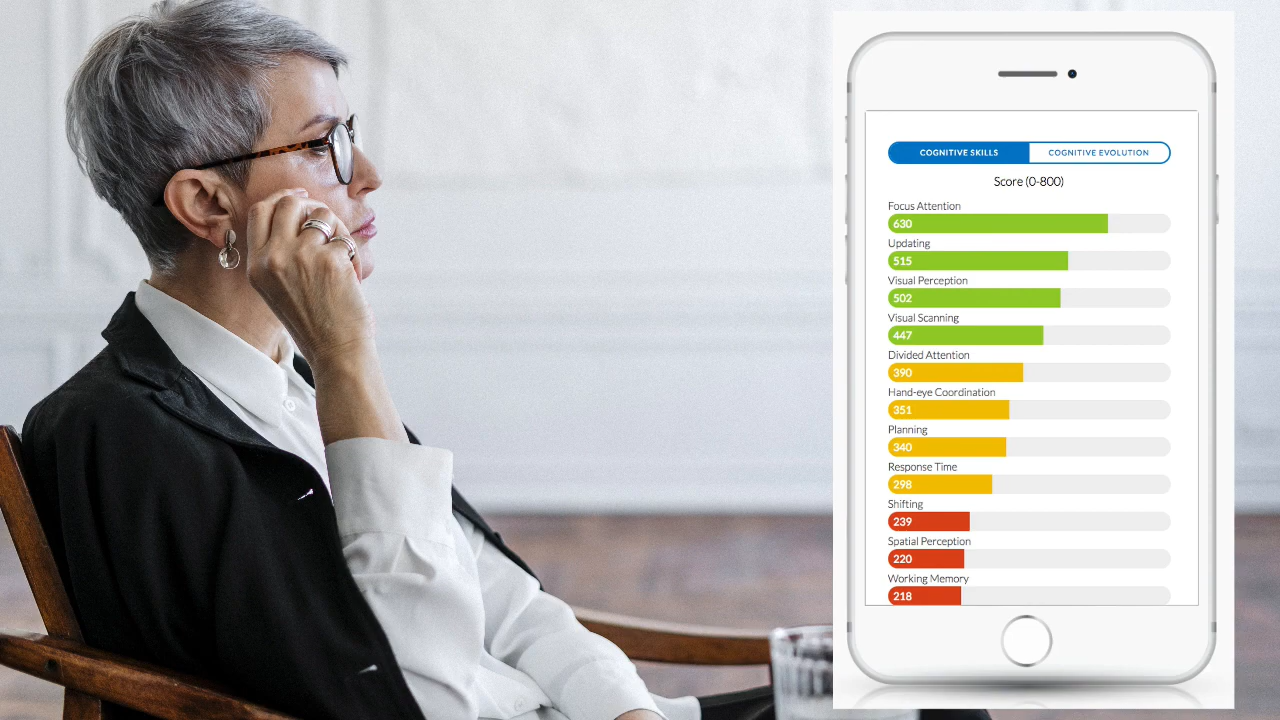 COGNITIVE SKILLS COGNITIVE EVOLUTION
Score (0-800)
Focus Attention
630
Updating
515
Visual Perception
502
Visual Scanning
447
Divided Attention
390
Hand-eye Coordination
351
Planning
340
Response Time
298
Shifting
239
Spatial Perception
220
Working Memory
218